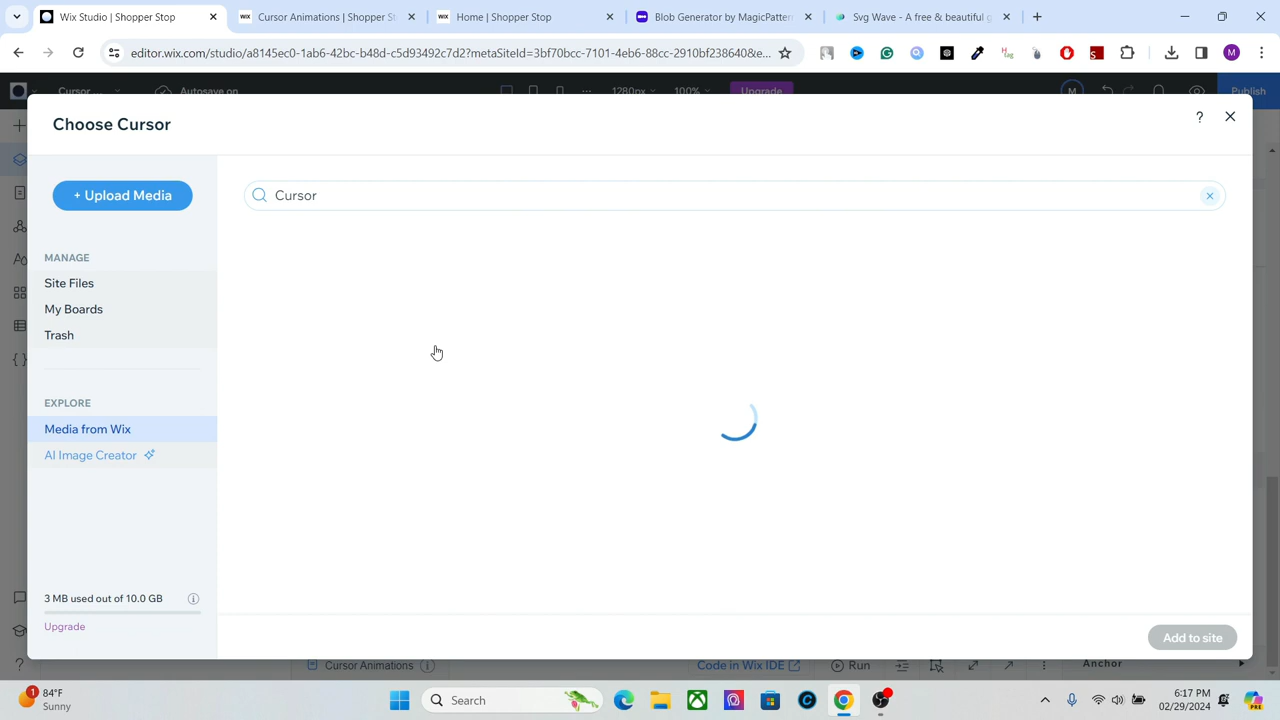 Wix Studio | Shopper Stop
Cursor Animations | Shopper S
Home | Shopper Stop
Blob Generator by MagicPattern
Svg Wave - A free & beautiful g
editor.wix.com/studio/a8145ec0-1ab6-42bc-b48d-c5d93492c7d2?metaSiteId=3bf70bcc-7101-4eb6-88cc-2910bf238640&e...
M
Cursor...
Autosave on
1280px
100%
Upgrade
M
Publish
Choose Cursor
?
+ Upload Media
Cursor
MANAGE
Site Files
My Boards
Trash
EXPLORE
Media from Wix
AI Image Creator
3 MB used out of 10.0 GB
Upgrade
Add to site
Cursor Animations
Code in Wix IDE
Run
Anchor
1
84°F
Sunny
Search
6:17 PM
02/29/2024